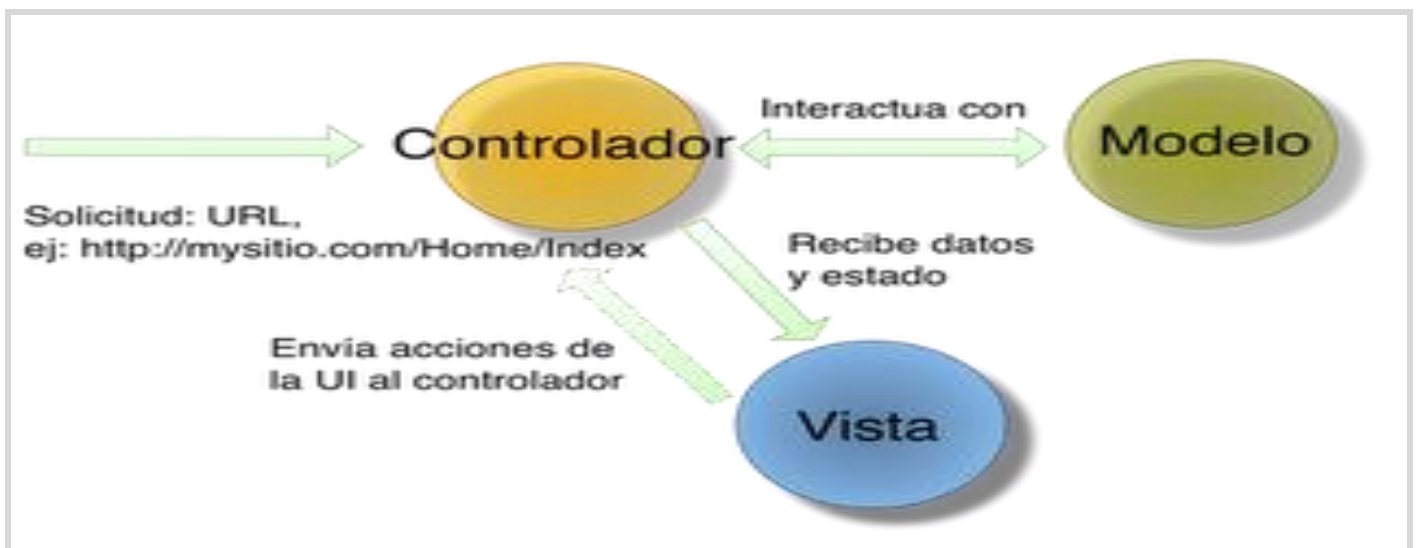 Interactua con
Controlador
Modelo
Solicitud: URL,
ej: http://mysitio.com/Home/Index
Recibe datos
y estado
Envia acciones de
la UI al controlador
Vista